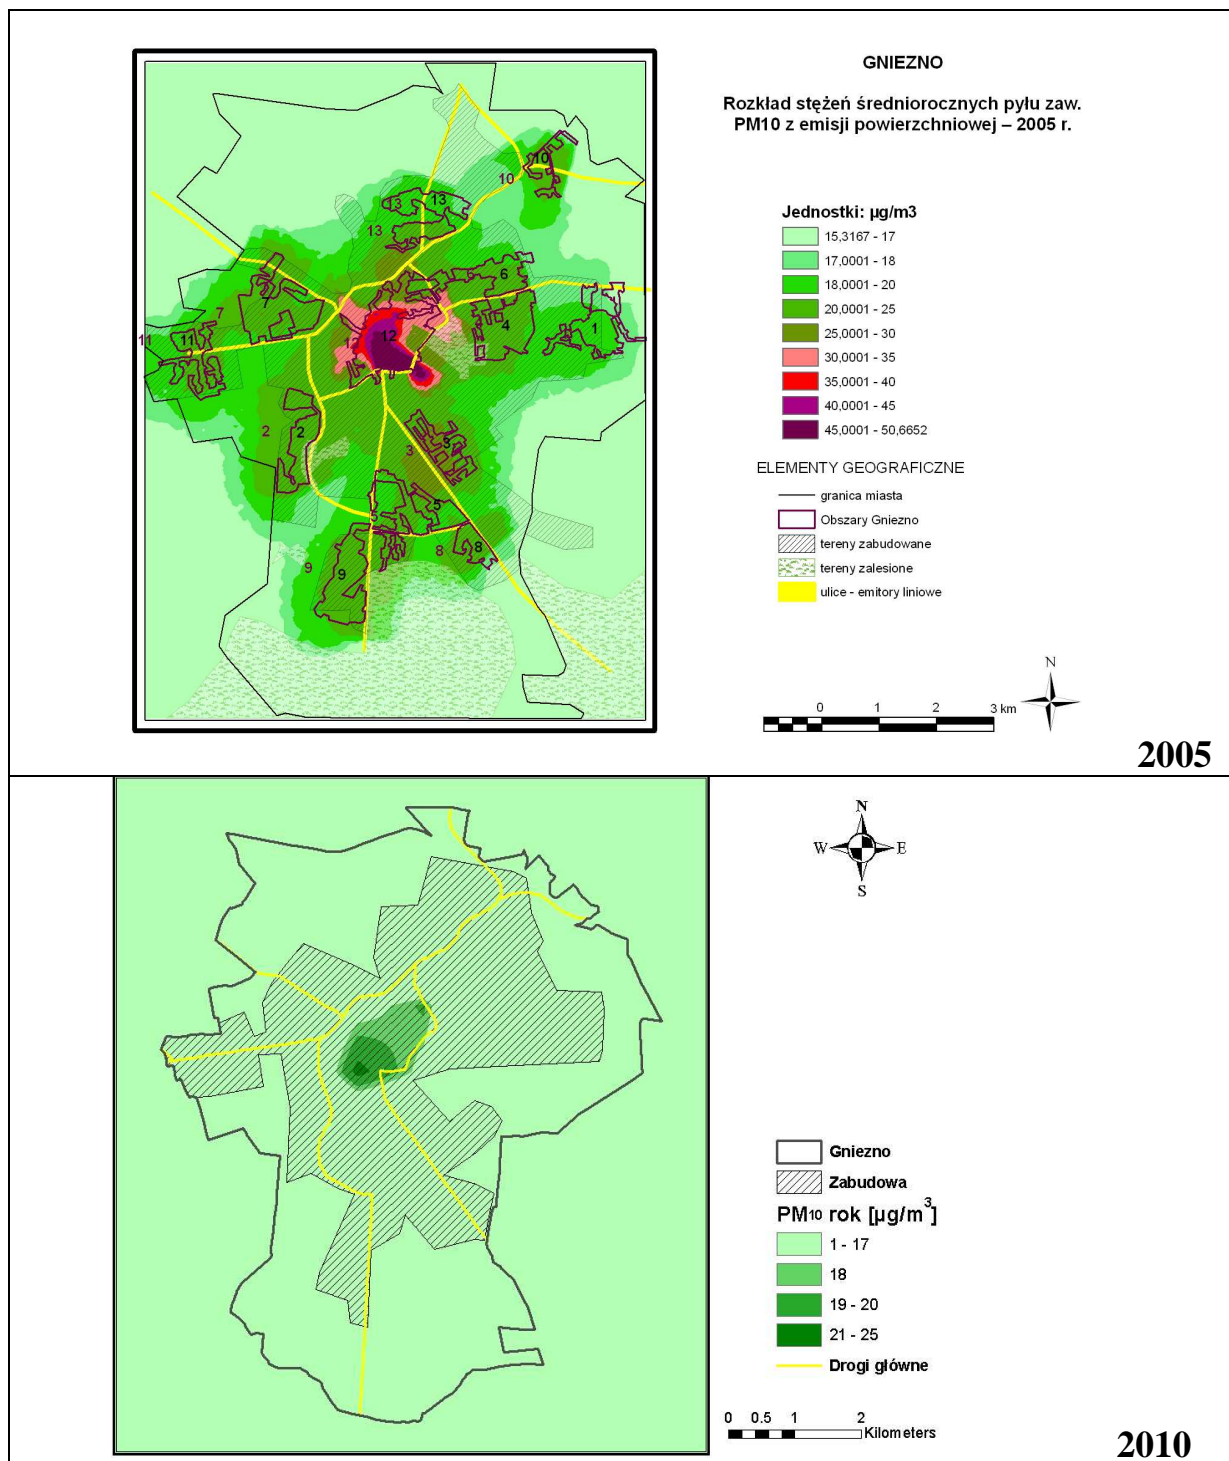 GNIEZNO
Rozkład stężeń średniorocznych pyłu zaw.
PM10 z emisji powierzchniowej – 2005 r.
Jednostki: µg/m3
15,3167 - 17
17,0001 - 18
18,0001 - 20
20,0001 - 25
25,0001 - 30
30,0001 - 35
35,0001 - 40
40,0001 - 45
45,0001 - 50,6652
ELEMENTY GEOGRAFICZNE
granica miasta
Obszary Gniezno
tereny zabudowane
tereny zalesione
ulice - emitory liniowe
10
10
13
13
13
6
6
7
7
4
4
1
11
11
12
12
2
2
3
3
5
5
8
8
9
9
N
0 1 2 3 km
2005
N
W E
S
Gniezno
Zabudowa
PM10 rok [µg/m3]
1 - 17
18
19 - 20
21 - 25
Drogi główne
0 0.5 1 2
Kilometers
2010